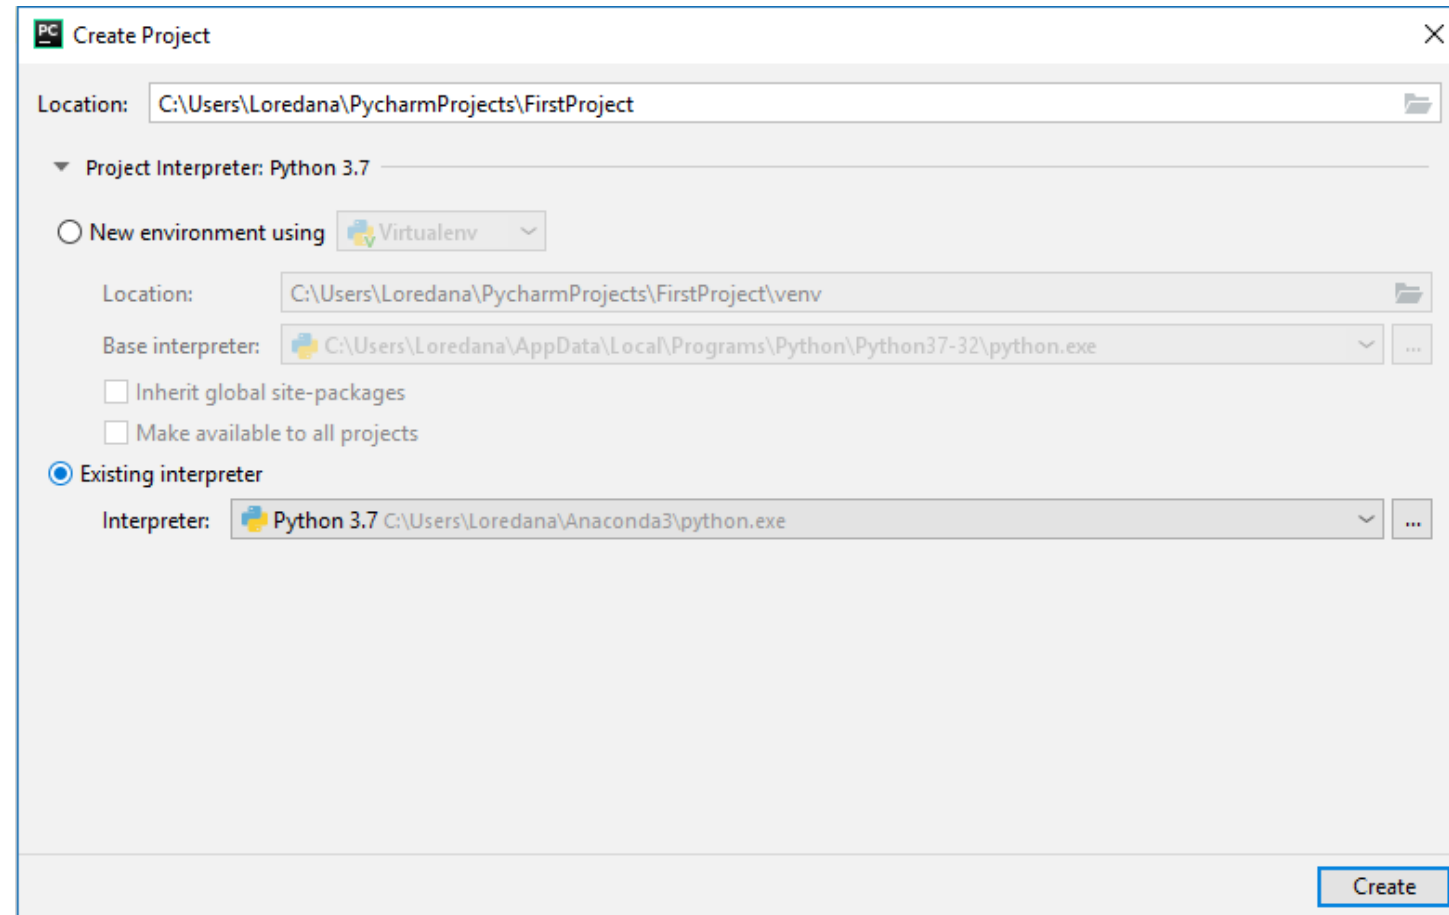 PC Create Project
Location: C:\Users\Loredana\PycharmProjects\FirstProject
Project Interpreter: Python 3.7
New environment using Virtualenv
Location: C:\Users\Loredana\PycharmProjects\FirstProject\venv
Base interpreter: C:\Users\Loredana\AppData\Local\Programs\Python\Python37-32\python.exe ...
Inherit global site-packages
Make available to all projects
Existing interpreter
Interpreter: Python 3.7 C:\Users\Loredana\Anaconda3\python.exe ...
Create